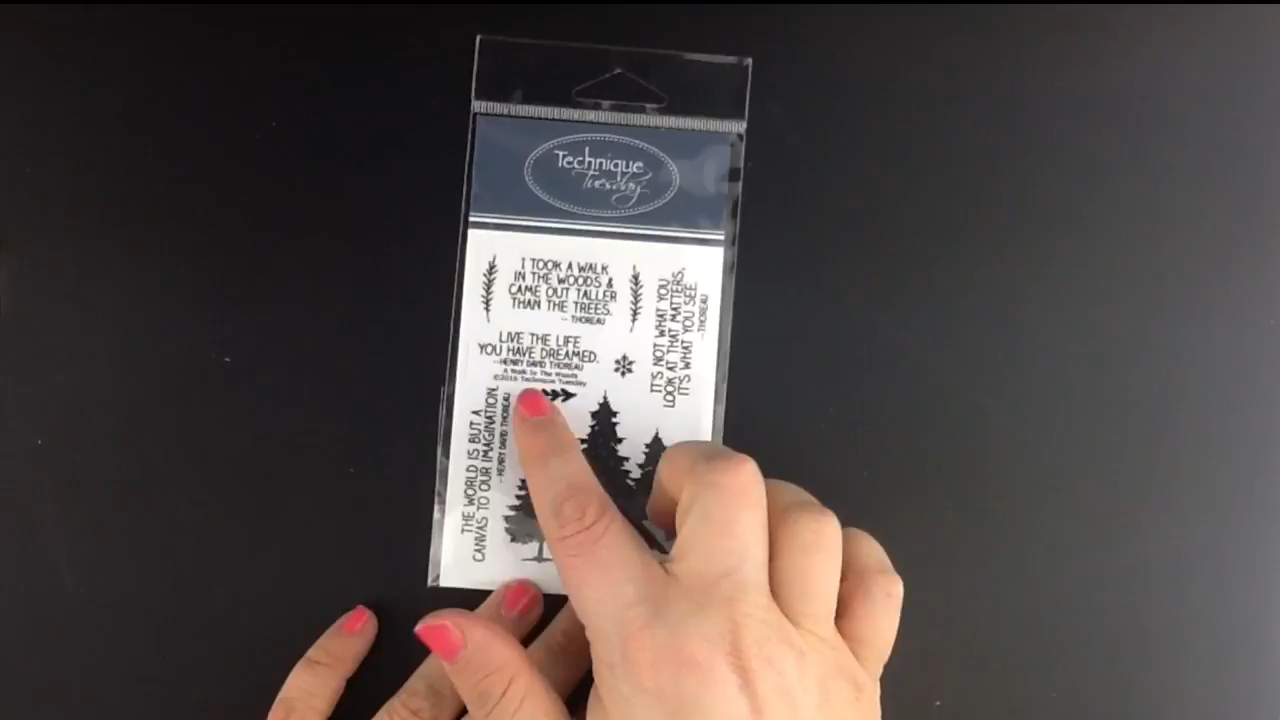 Technique
Tuesday
I TOOK A WALK
IN THE WOODS &
CAME OUT TALLER
THAN THE TREES.
-- THOREAU
LIVE THE LIFE
YOU HAVE DREAMED.
--HENRY DAVID THOREAU
A Walk In The Woods
©2016 Technique Tuesday
IT'S NOT WHAT YOU
LOOK AT THAT MATTERS,
IT'S WHAT YOU SEE.
--THOREAU
THE WORLD IS BUT A
CANVAS TO OUR IMAGINATION.
--HENRY DAVID THOREAU